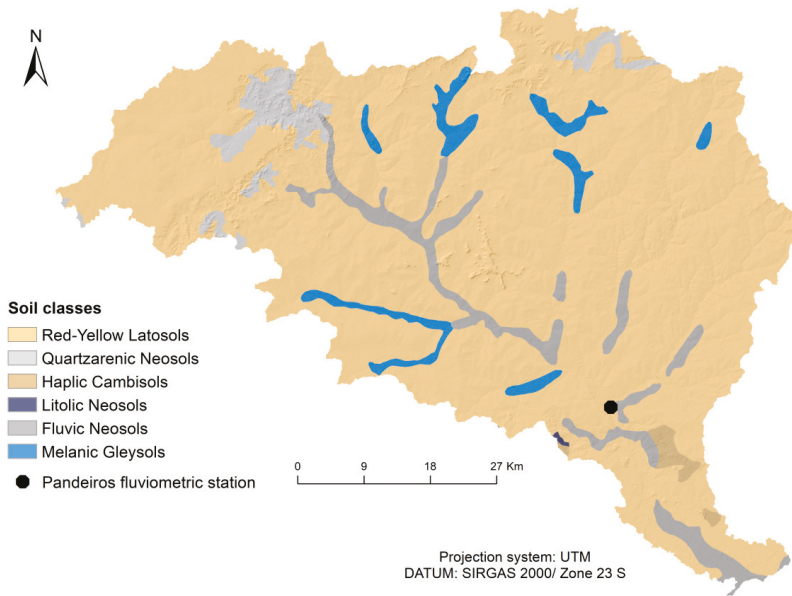 N
Soil classes
Red-Yellow Latosols
Quartzarenic Neosols
Haplic Cambisols
Litolic Neosols
Fluvic Neosols
Melanic Gleysols
Pandeiros fluviometric station
0 9 18 27 Km
Projection system: UTM
DATUM: SIRGAS 2000/ Zone 23 S